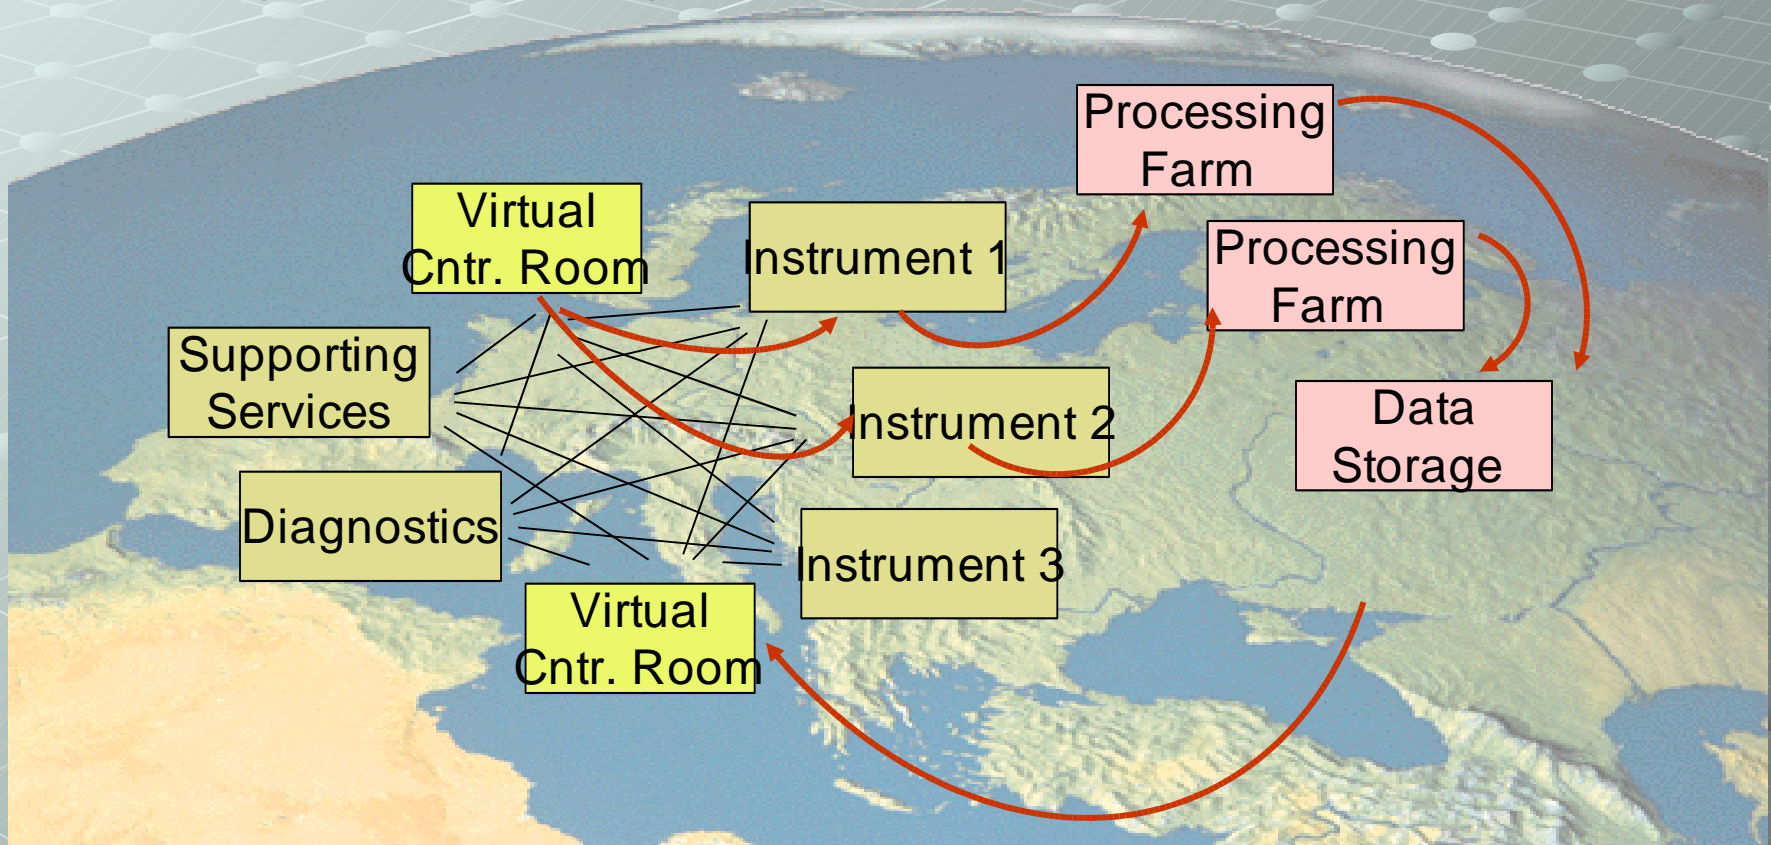 Processing
Farm
Virtual
Cntr. Room
Instrument 1
Processing
Farm
Supporting
Services
Instrument 2
Data
Storage
Diagnostics
Instrument 3
Virtual
Cntr. Room